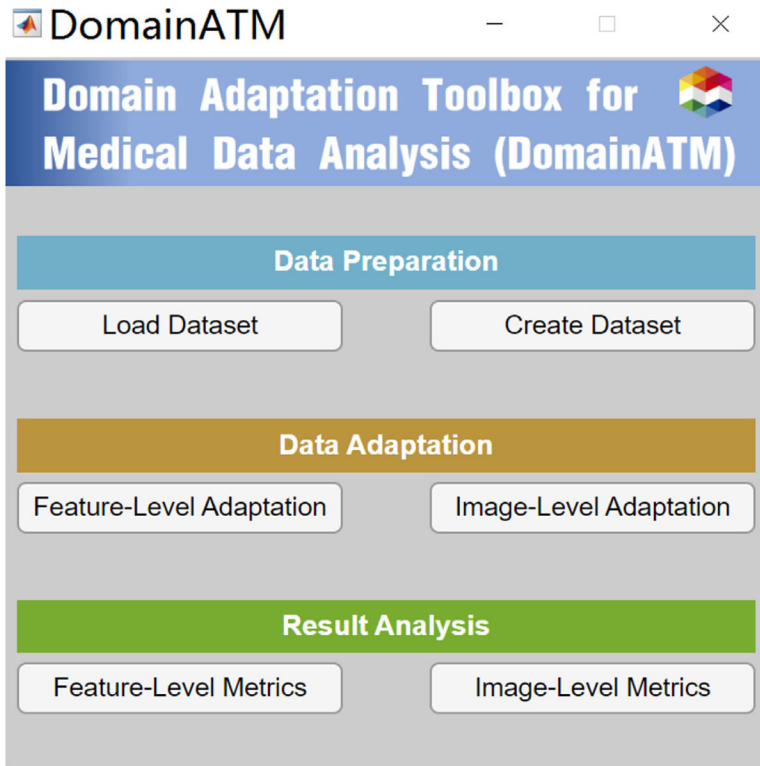 DomainATM
Domain Adaptation Toolbox for
Medical Data Analysis (DomainATM)
Data Preparation
Load Dataset
Create Dataset
Data Adaptation
Feature-Level Adaptation
Image-Level Adaptation
Result Analysis
Feature-Level Metrics
Image-Level Metrics